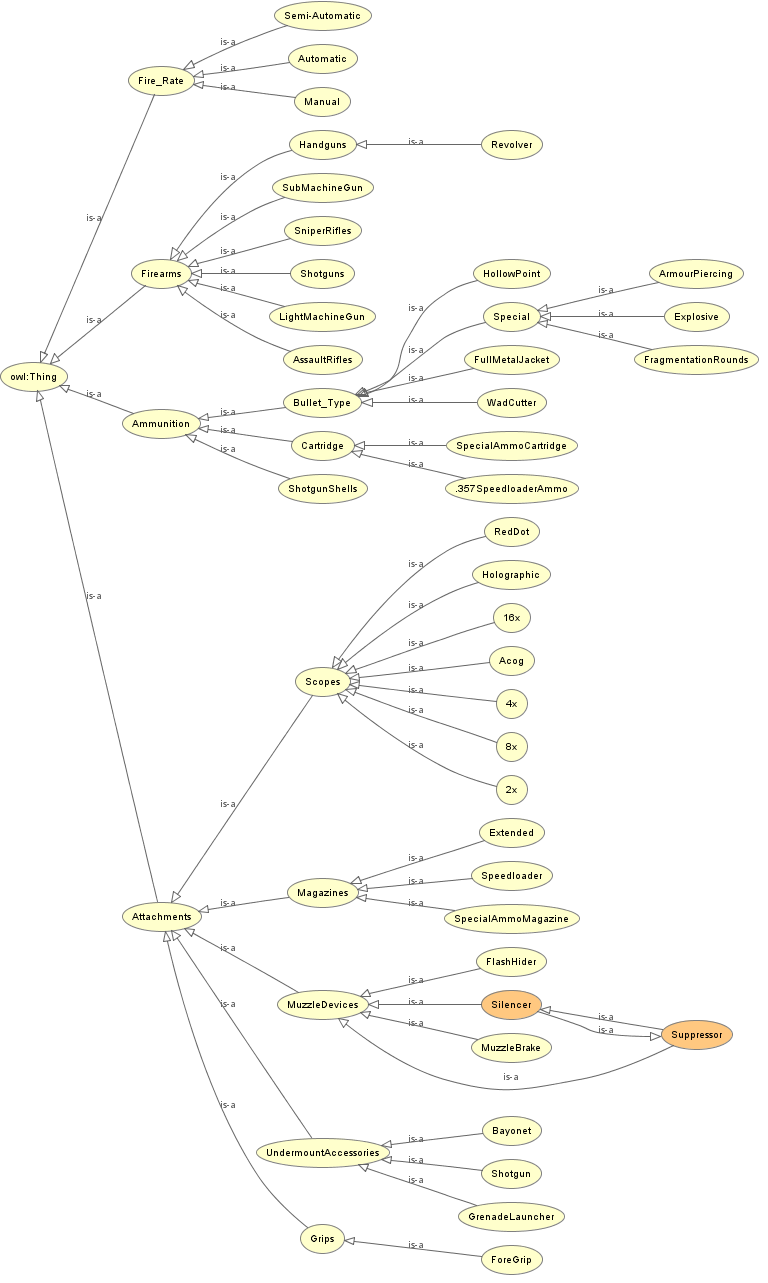 Semi-Automatic
is-a
Automatic
is-a
Fire_Rate
is-a
Manual
Handguns
is-a
Revolver
is-a
SubMachineGun
is-a
is-a
SniperRifles
is-a
Firearms
is-a
Shotguns
HollowPoint
ArmourPiercing
is-a
is-a
LightMachineGun
is-a
Special
is-a
Explosive
is-a
is-a
AssaultRifles
is-a
FullMetalJacket
is-a
FragmentationRounds
owl:Thing
is-a
is-a
Bullet_Type
is-a
WadCutter
Ammunition
is-a
is-a
Cartridge
is-a
SpecialAmmoCartridge
is-a
is-a
ShotgunShells
.357SpeedloaderAmmo
RedDot
is-a
Holographic
is-a
is-a
16x
is-a
Acog
is-a
Scopes
is-a
4x
is-a
8x
is-a
2x
is-a
Extended
is-a
Speedloader
is-a
Magazines
is-a
is-a
SpecialAmmoMagazine
Attachments
is-a
FlashHider
is-a
MuzzleDevices
is-a
Silencer
is-a
is-a
is-a
Suppressor
MuzzleBrake
is-a
is-a
Bayonet
is-a
UndermountAccessories
is-a
Shotgun
is-a
GrenadeLauncher
Grips
is-a
ForeGrip